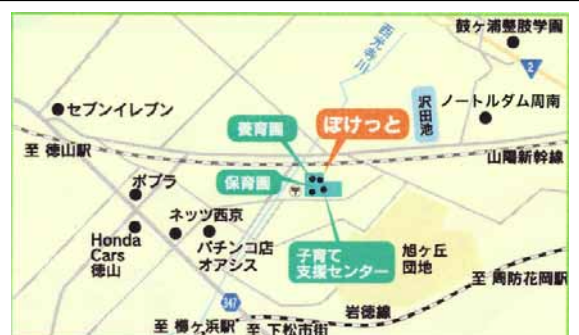 鼓ヶ浦整肢学園
2
西光寺川
沢田池
ノートルダム周南
セブンイレブン
養育園
ぽけっと
至 徳山駅
山陽新幹線
ポプラ
保育園
ネッツ西京
Honda
Cars
徳山
パチンコ店
オアシス
子育て
支援センター
旭ヶ丘
団地
至 周防花岡駅
347
岩徳線
至 櫛ヶ浜駅
至 下松市街